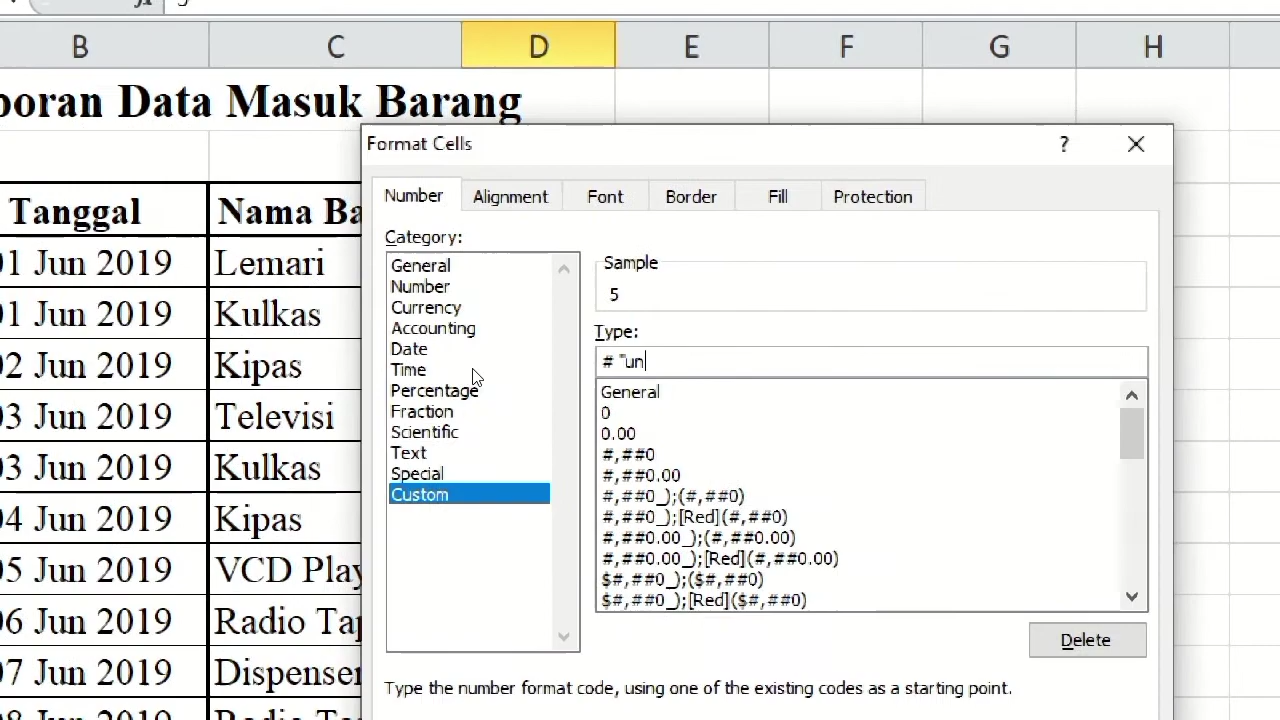 B C D E F G H
poran Data Masuk Barang
Format Cells ?
Number Alignment Font Border Fill Protection
Tanggal
Nama Ba
Category:
01 Jun 2019 Lemari
01 Jun 2019 Kulkas
02 Jun 2019 Kipas
03 Jun 2019 Televisi
03 Jun 2019 Kulkas
04 Jun 2019 Kipas
05 Jun 2019 VCD Play
06 Jun 2019 Radio Tap
07 Jun 2019 Dispenser
08 Jun 2019 Radio Ta
General
Number
Currency
Accounting
Date
Time
Percentage
Fraction
Scientific
Text
Special
Custom
Sample
5
Type:
# "un
General
0
0.00
#,##0
#,##0.00
#,##0_);(#,##0)
#,##0_);[Red](#,##0)
#,##0.00_);(#,##0.00)
#,##0.00_);[Red](#,##0.00)
$#,##0_);($#,##0)
$#,##0_);[Red]($#,##0)
Delete
Type the number format code, using one of the existing codes as a starting point.